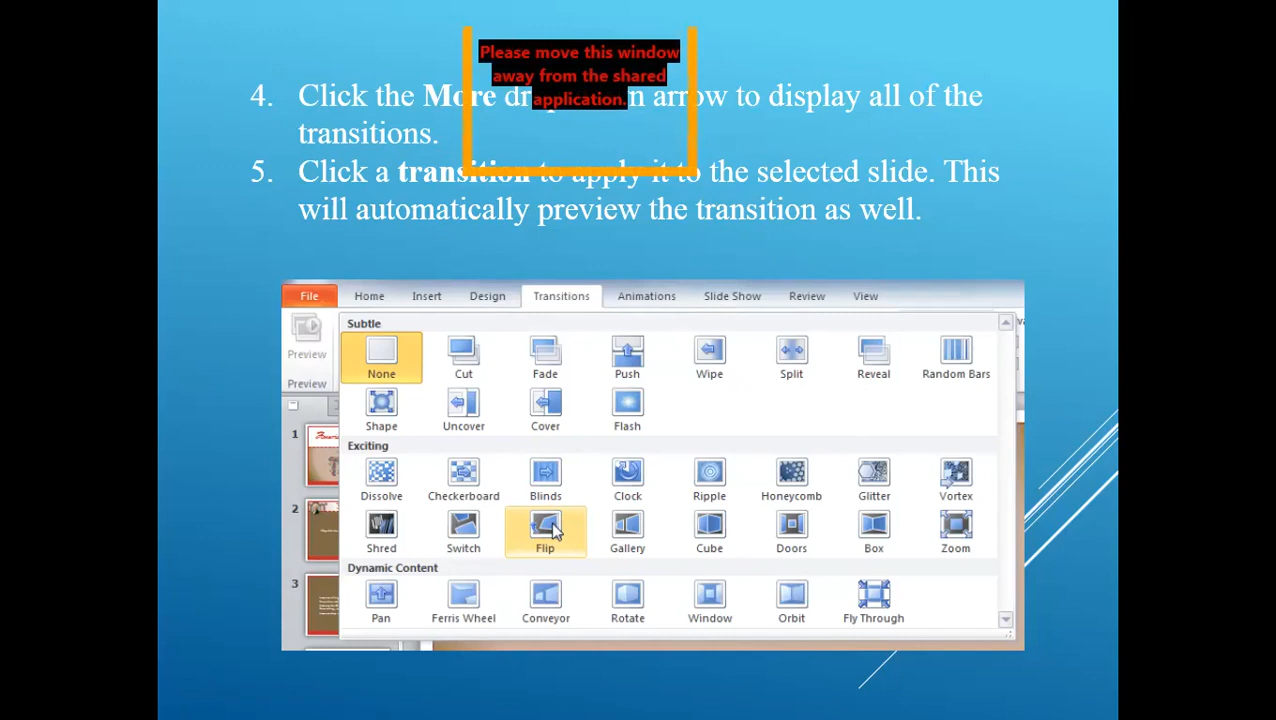 Please move this window
away from the shared
application.
4. Click the More arrow to display all of the
transitions.
5. Click a transition to apply it to the selected slide. This
will automatically preview the transition as well.
File Home Insert Design Transitions Animations Slide Show Review View
Subtle
Preview
None Cut Fade Push Wipe Split Reveal Random Bars
Preview
Shape Uncover Cover Flash
1
Exciting
Dissolve Checkerboard Blinds Clock Ripple Honeycomb Glitter Vortex
2
Shred Switch Flip Gallery Cube Doors Box Zoom
Dynamic Content
3
Pan Ferris Wheel Conveyor Rotate Window Orbit Fly Through